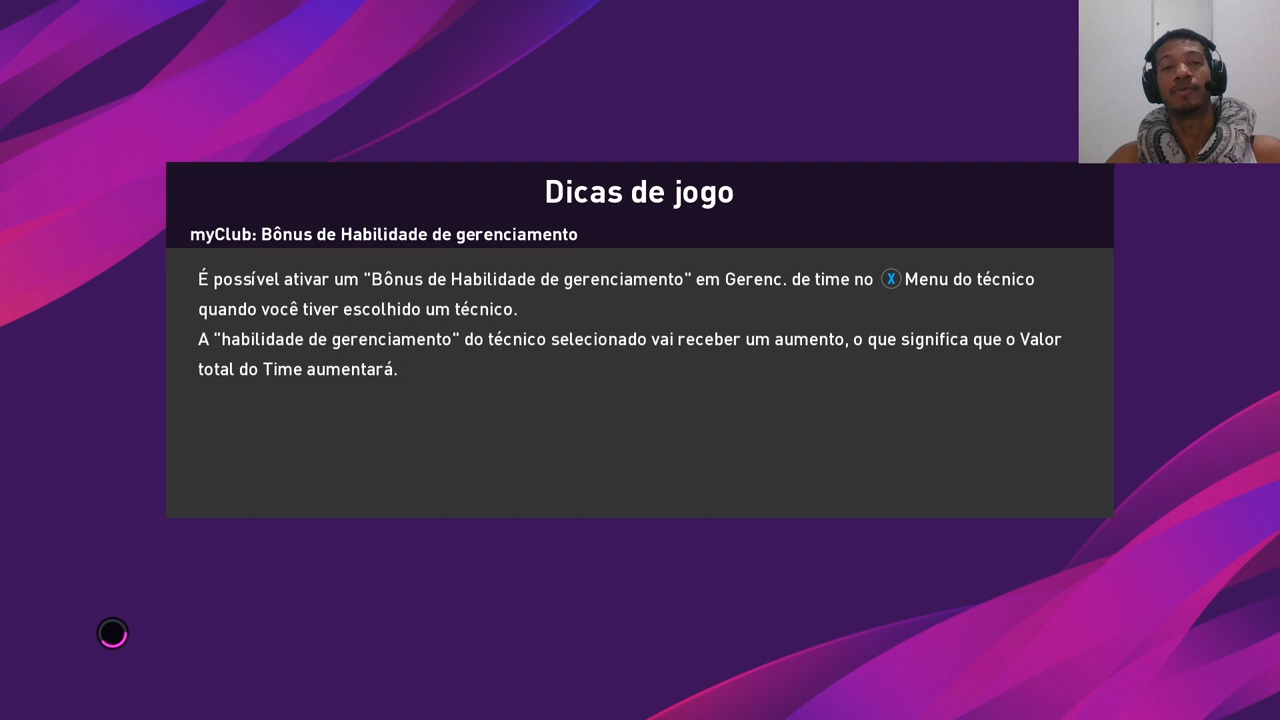 Dicas de jogo
myClub: Bônus de Habilidade de gerenciamento
É possível ativar um "Bônus de Habilidade de gerenciamento" em Gerenc. de time no X Menu do técnico
quando você tiver escolhido um técnico.
A "habilidade de gerenciamento" do técnico selecionado vai receber um aumento, o que significa que o Valor
total do Time aumentará.